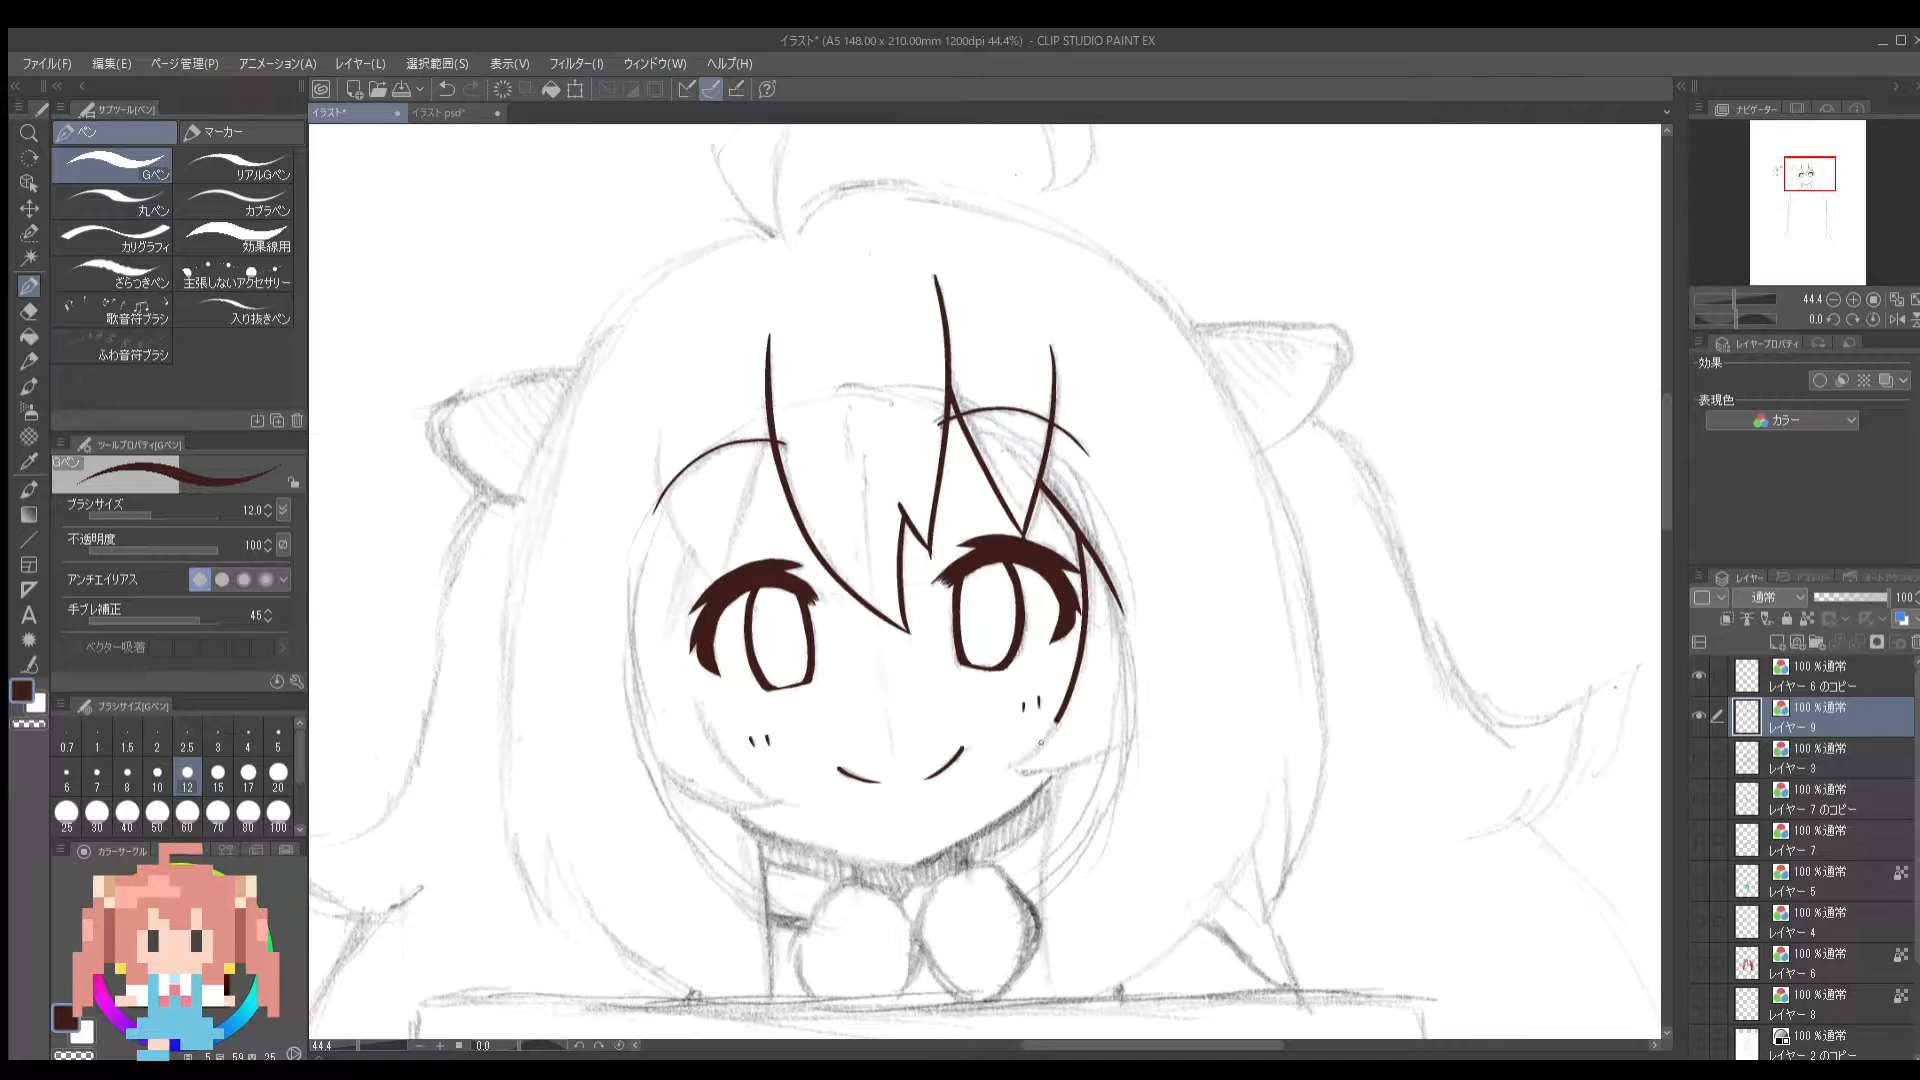 イラスト* (A5 148.00 x 210.00mm 1200dpi 44.4%) - CLIP STUDIO PAINT EX
ファイル(F) 編集(E) ページ管理(P) アニメーション(A) レイヤー(L) 選択範囲(S) 表示(V) フィルター(I) ウィンドウ(W) ヘルプ(H)
サブツール[ペン]
イラスト* イラスト.psd*
ナビゲーター
ペン マーカー
Gペン リアルGペン
丸ペン カブラペン
カリグラフィ 効果線用
ざらつきペン 主張しないアクセサリー
歌音符ブラシ 入り抜きペン
ふわ音符ブラシ
44.4
0.0
レイヤープロパティ
効果
表現色
カラー
ツールプロパティ[Gペン]
Gペン
ブラシサイズ 12.0
不透明度 100
アンチエイリアス
手ブレ補正 45
ベクター吸着
ブラシサイズ[Gペン]
0.7 1 1.5 2 2.5 3 4 5
6 7 8 10 12 15 17 20
25 30 40 50 60 70 80 100
カラーサークル
5 59 25
44.4 0.0
レイヤー
通常 100
100 %通常
レイヤー 6 のコピー
100 %通常
レイヤー 9
100 %通常
レイヤー 3
100 %通常
レイヤー 7 のコピー
100 %通常
レイヤー 7
100 %通常
レイヤー 5
100 %通常
レイヤー 4
100 %通常
レイヤー 6
100 %通常
レイヤー 8
100 %通常
レイヤー 2 のコピー